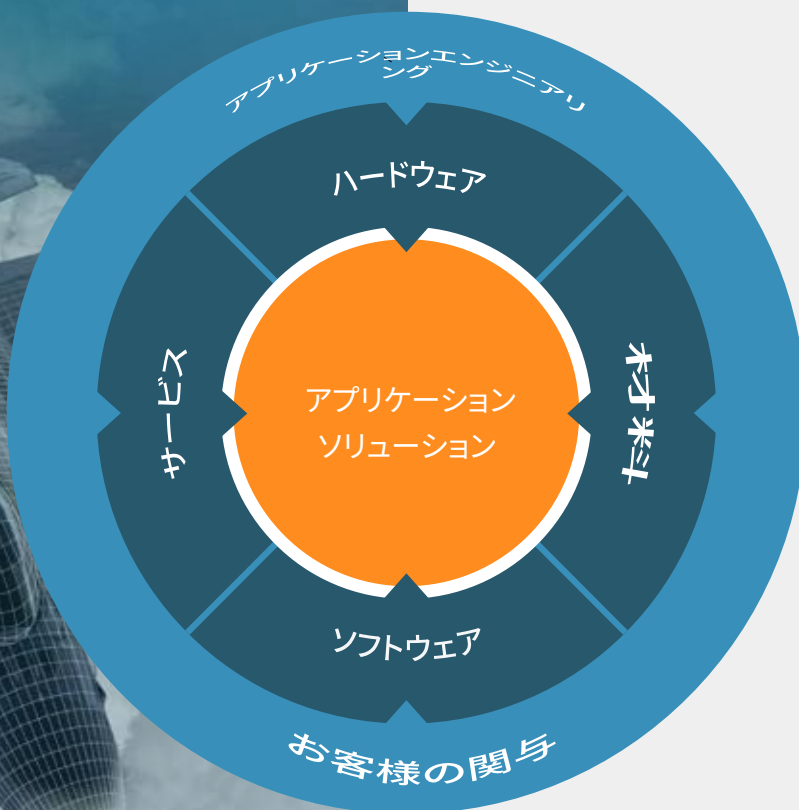 アプリケーションエンジニアリ
ング
ハードウェア
サービス
アプリケーション
ソリューション
材料
ソフトウェア
お客様の関与